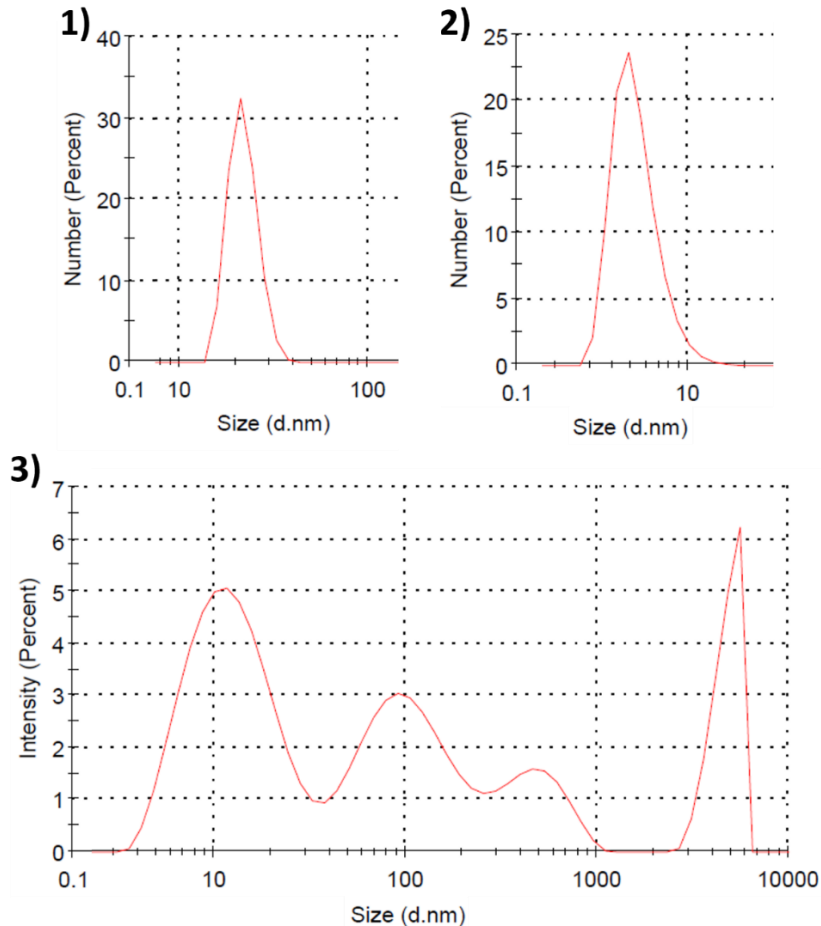 1)
40
30
20
10
0
0.1 10 100
Number (Percent)
Size (d.nm)
2)
25
20
15
10
5
0
0.1 10
Number (Percent)
Size (d.nm)
3)
7
6
5
4
3
2
1
0
0.1 10 100 1000 10000
Intensity (Percent)
Size (d.nm)